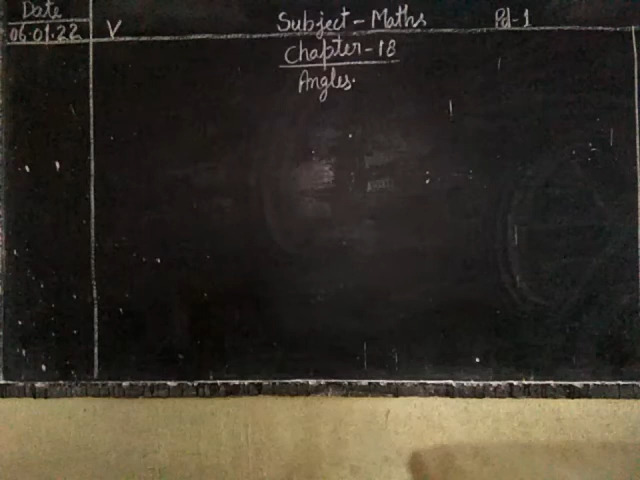 Date
06.01.22 V Subject - Maths Pd-1
Chapter-18
Angles.